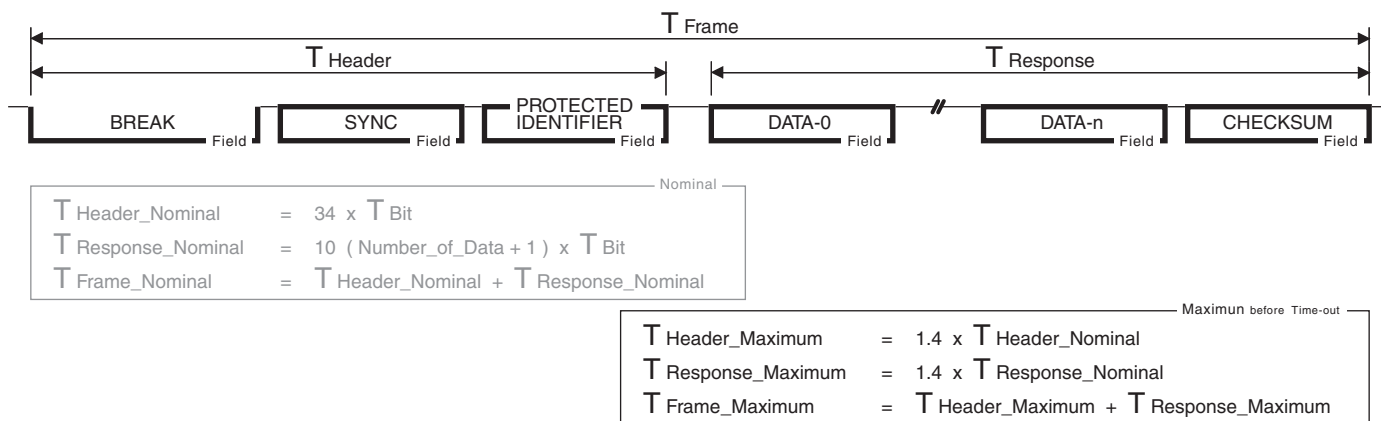 T Frame
T Header
T Response
BREAK
Field
SYNC
Field
PROTECTED
IDENTIFIER
Field
DATA-0
Field
DATA-n
Field
CHECKSUM
Field
Nominal
T Header_Nominal = 34 x T Bit
T Response_Nominal = 10 ( Number_of_Data + 1 ) x T Bit
T Frame_Nominal = T Header_Nominal + T Response_Nominal
Maximun before Time-out
T Header_Maximum = 1.4 x T Header_Nominal
T Response_Maximum = 1.4 x T Response_Nominal
T Frame_Maximum = T Header_Maximum + T Response_Maximum